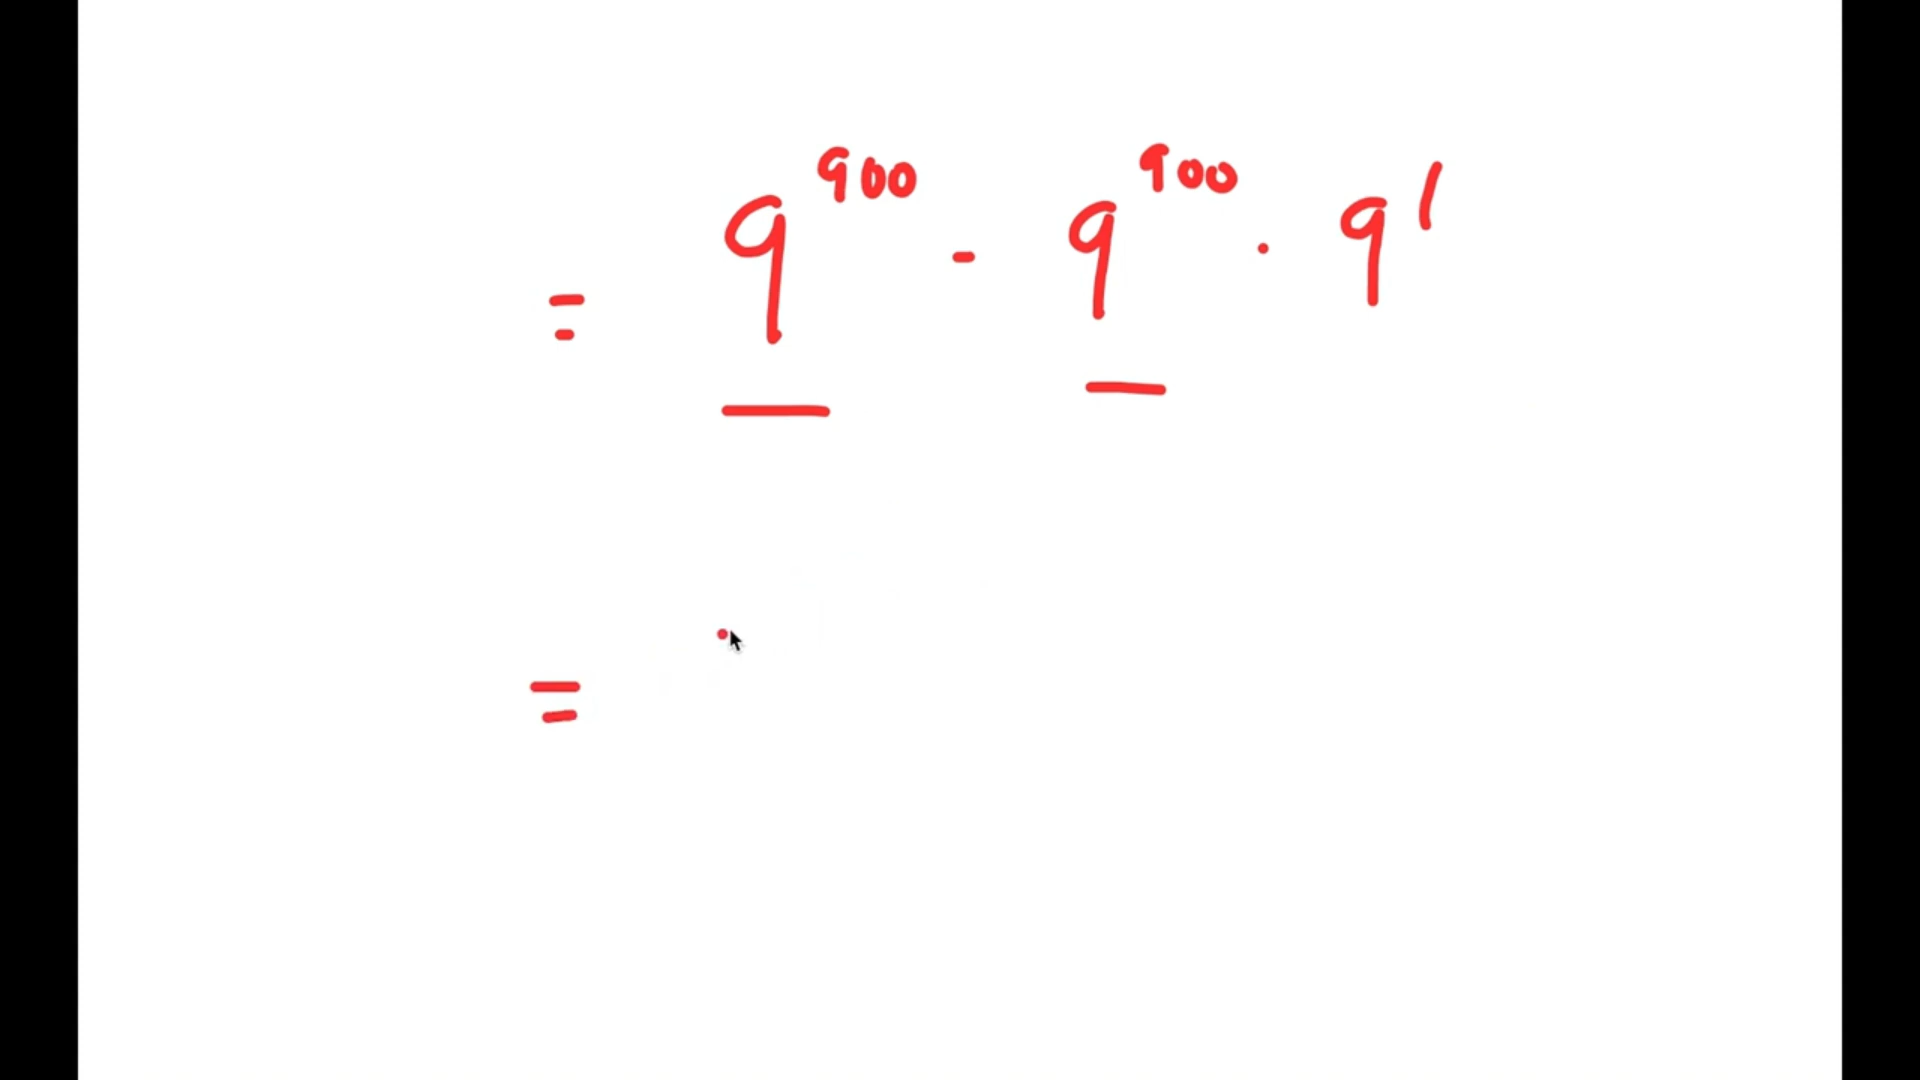 = 9^900 - 9^900 · 9^1
=